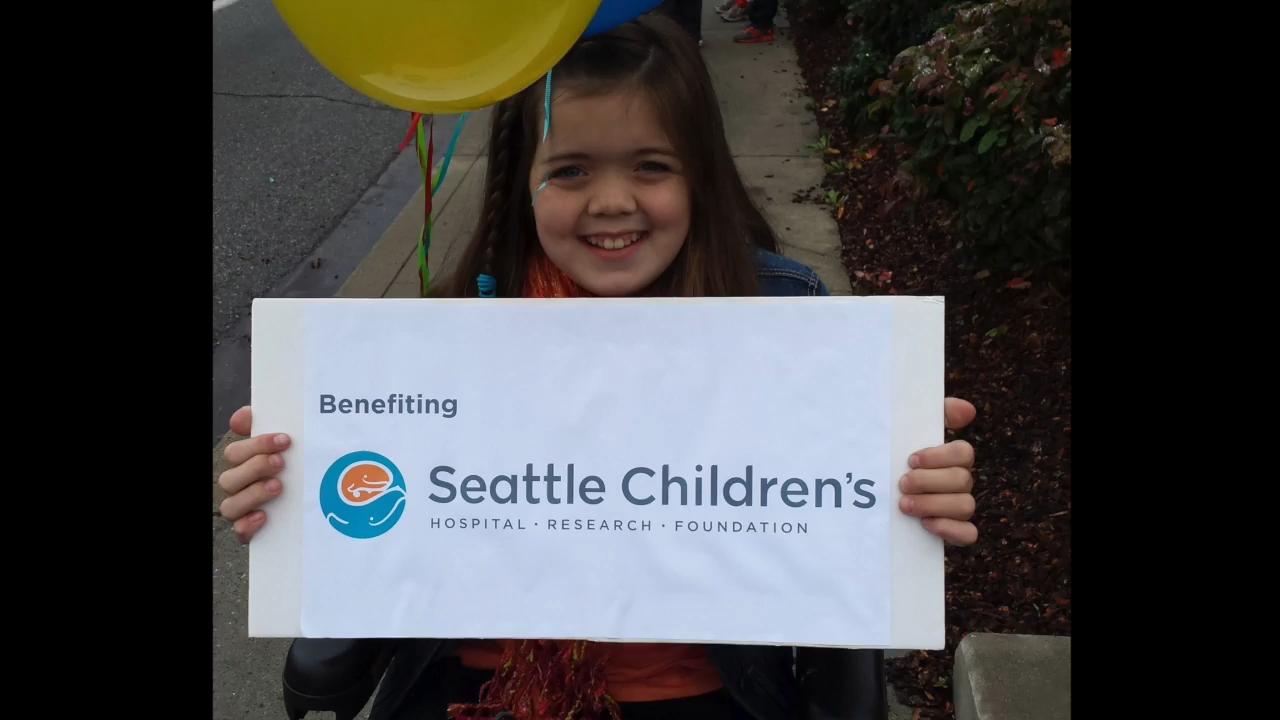 Benefiting
Seattle Children's
HOSPITAL · RESEARCH · FOUNDATION